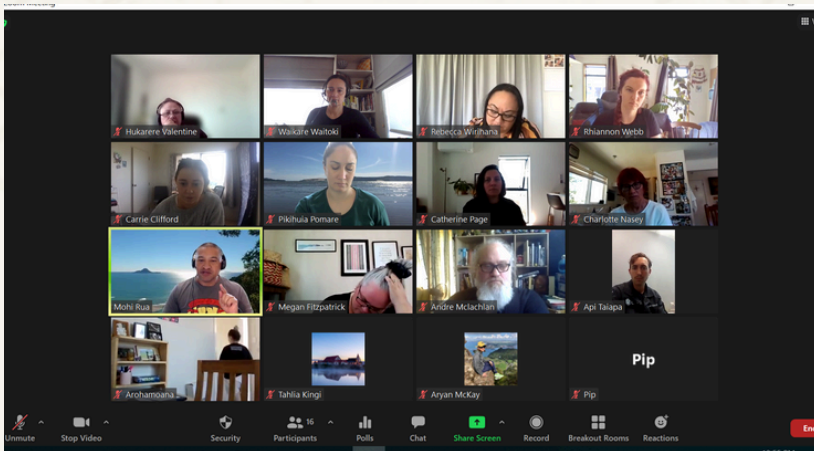 Hukarere Valentine
Waikare Waitoki
Rebecca Wirihana
Rhiannon Webb
Carrie Clifford
Pikihuia Pomare
Catherine Page
Charlotte Nasey
Mohi Rua
Megan Fitzpatrick
Andre Mclachlan
Api Taiapa
Arohamoana
Tahlia Kingi
Aryan McKay
Pip
Pip
Unmute
Stop Video
Security
16
Participants
Polls
Chat
Share Screen
Record
Breakout Rooms
Reactions